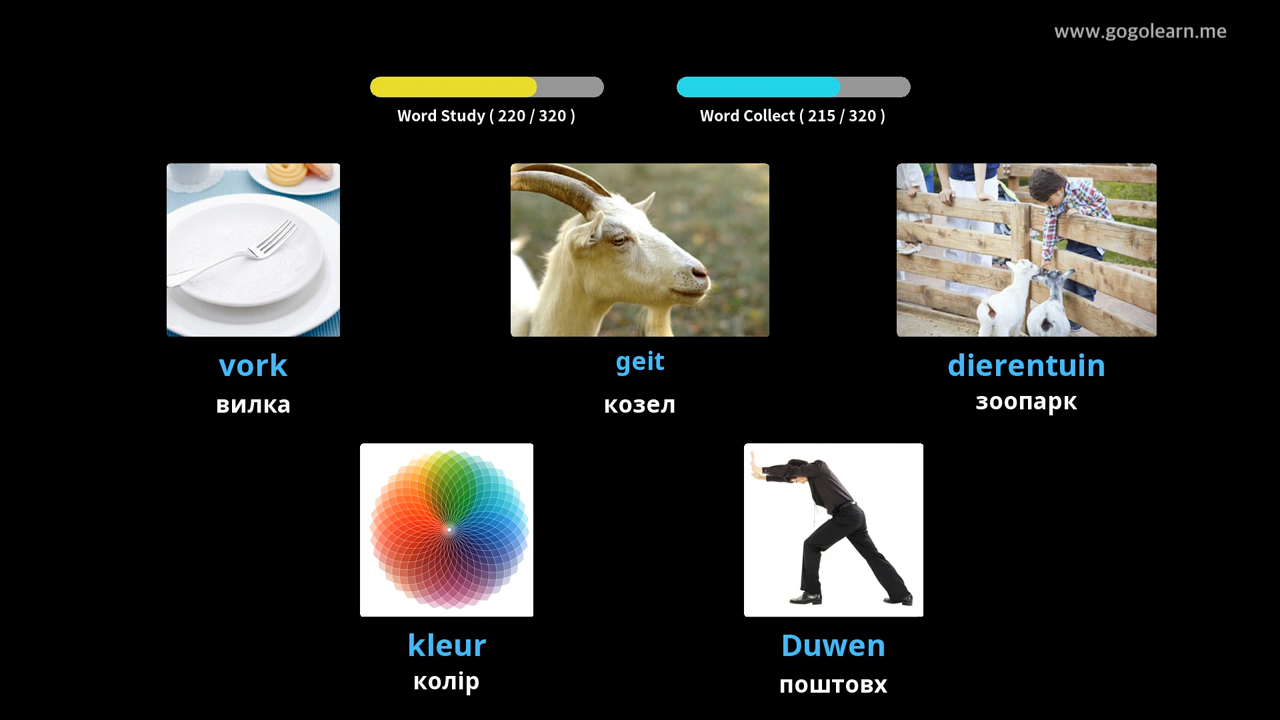 www.gogolearn.me
Word Study ( 220 / 320 )
Word Collect ( 215 / 320 )
vork
вилка
geit
козел
dierentuin
зоопарк
kleur
колір
Duwen
поштовх